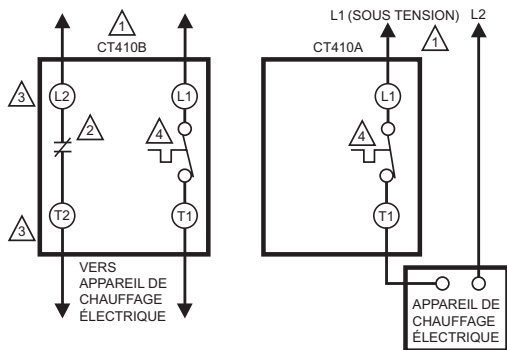 1
CT410B
3
L2
L1
2
4
3
T2
T1
VERS
APPAREIL DE
CHAUFFAGE
ÉLECTRIQUE
L1 (SOUS TENSION)
L2
1
CT410A
L1
4
T1
APPAREIL DE
CHAUFFAGE
ÉLECTRIQUE